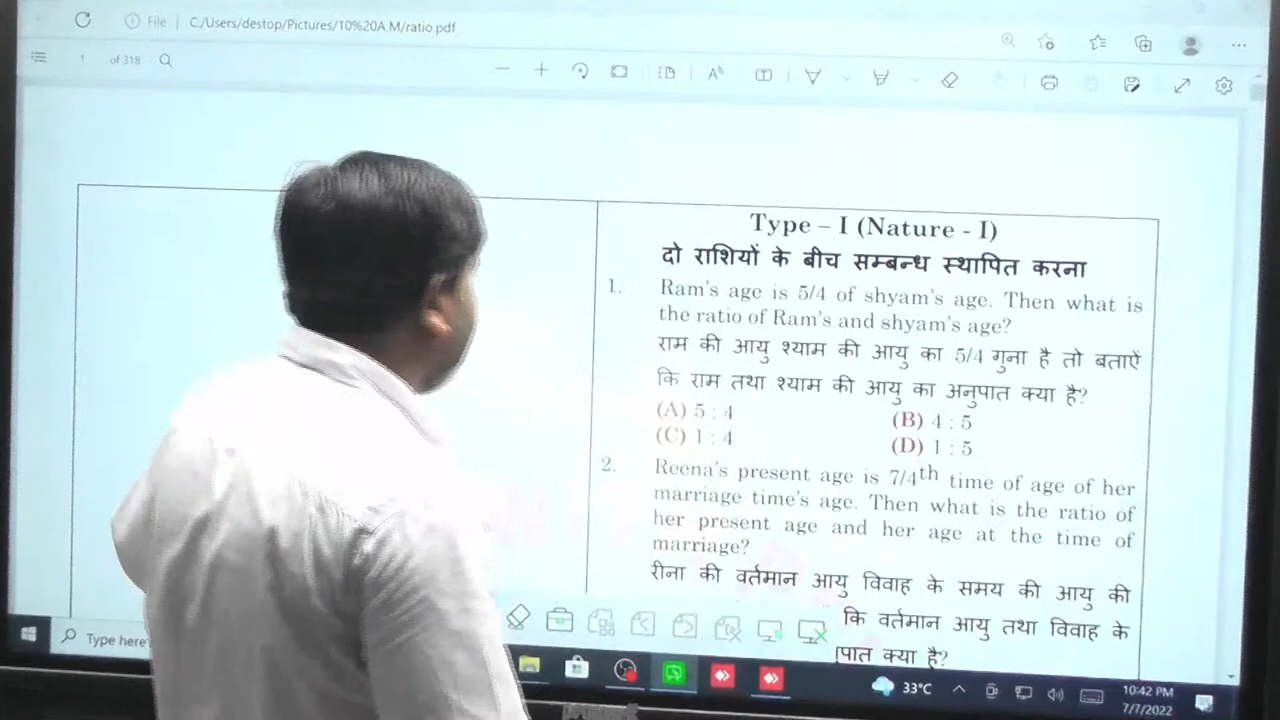 File
C:/Users/destop/Pictures/10%20A.M/ratio.pdf
1 of 318
Type – I (Nature - I)
दो राशियों के बीच सम्बन्ध स्थापित करना
1. Ram's age is 5/4 of shyam's age. Then what is
the ratio of Ram's and shyam's age?
राम की आयु श्याम की आयु का 5/4 गुना है तो बताऐं
कि राम तथा श्याम की आयु का अनुपात क्या है?
(A) 5 : 4 (B) 4 : 5
(C) 1 : 4 (D) 1 : 5
2. Reena's present age is 7/4th time of age of her
marriage time's age. Then what is the ratio of
her present age and her age at the time of
marriage?
रीना की वर्तमान आयु विवाह के समय की आयु की
कि वर्तमान आयु तथा विवाह के
क्या है?
Type here
33°C
10:42 PM
7/7/2022